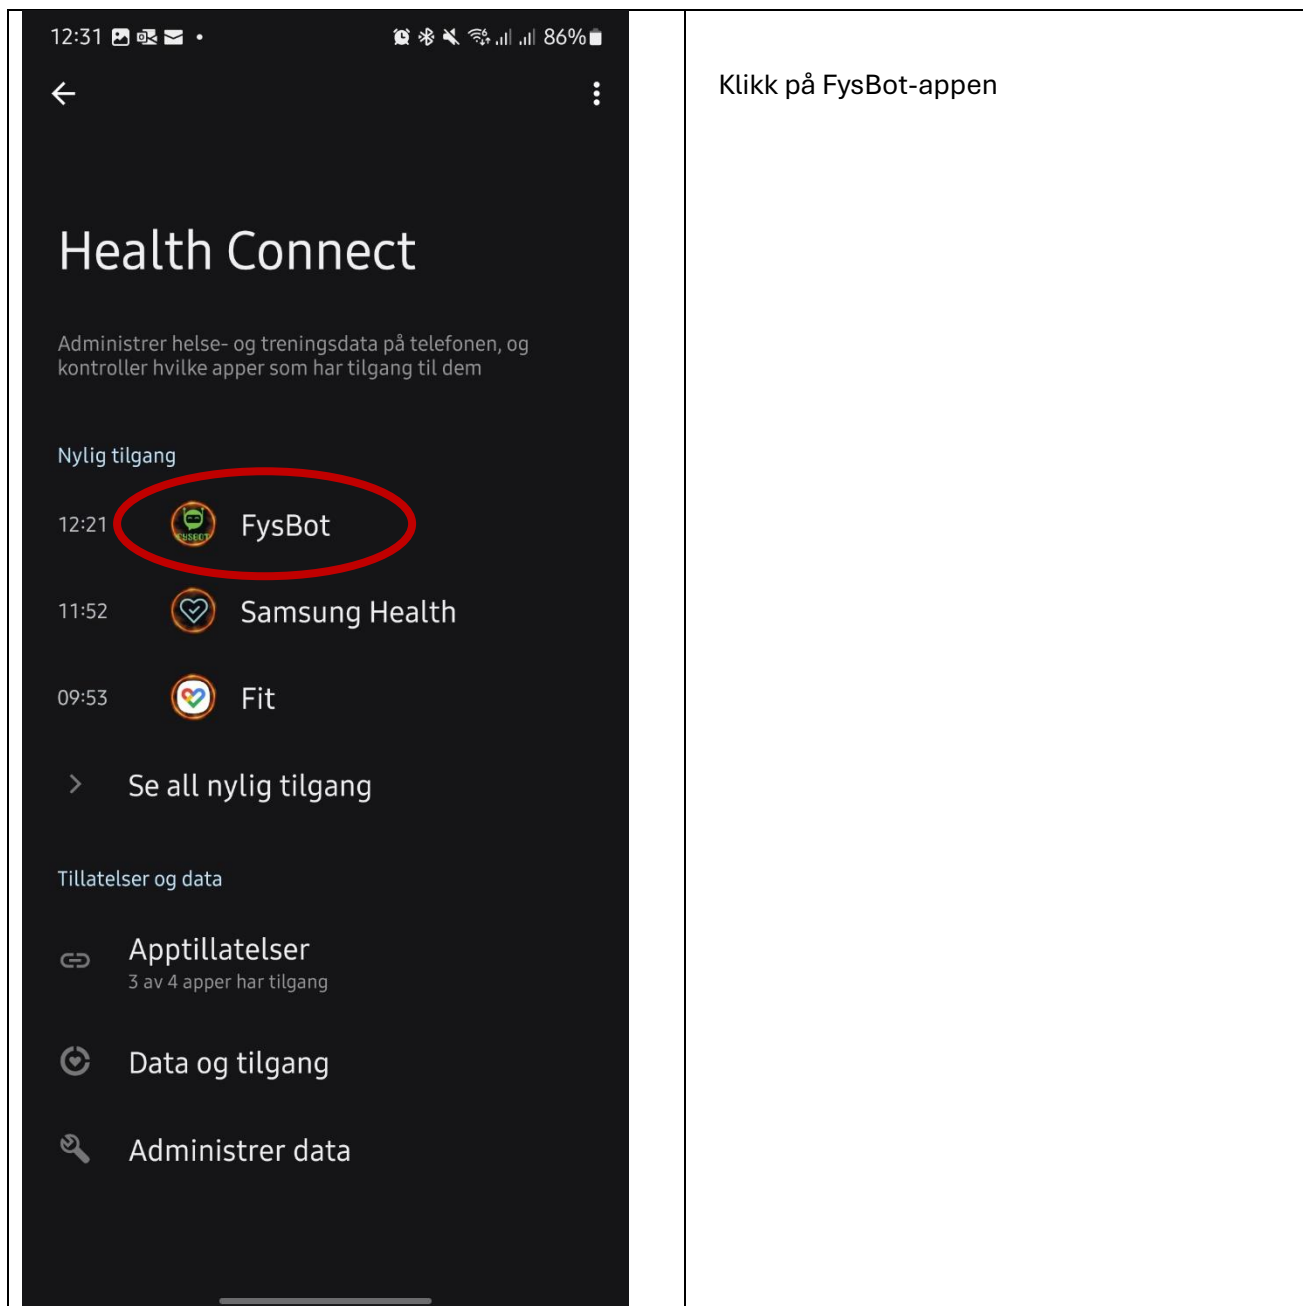 12:31
86%
Klikk på FysBot-appen
Health Connect
Administrer helse- og treningsdata på telefonen, og
kontroller hvilke apper som har tilgang til dem
Nylig tilgang
12:21 FYSBOT FysBot
11:52 Samsung Health
09:53 Fit
Se all nylig tilgang
Tillatelser og data
Apptillatelser
3 av 4 apper har tilgang
Data og tilgang
Administrer data